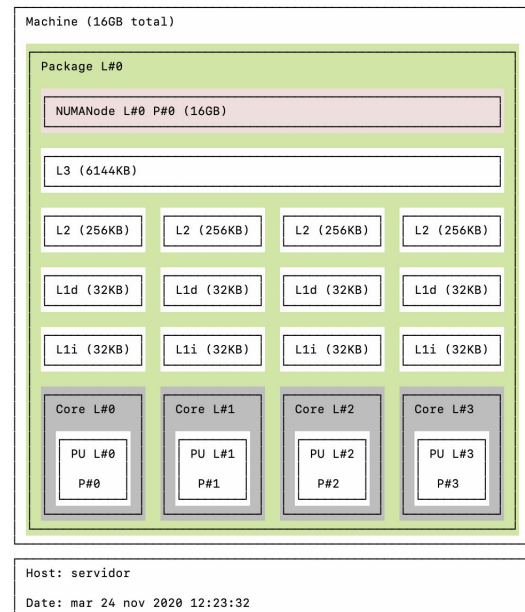 Machine (16GB total)
Package L#0
NUMANode L#0 P#0 (16GB)
L3 (6144KB)
L2 (256KB) L2 (256KB) L2 (256KB) L2 (256KB)
L1d (32KB) L1d (32KB) L1d (32KB) L1d (32KB)
L1i (32KB) L1i (32KB) L1i (32KB) L1i (32KB)
Core L#0 Core L#1 Core L#2 Core L#3
PU L#0 PU L#1 PU L#2 PU L#3
P#0 P#1 P#2 P#3
Host: servidor
Date: mar 24 nov 2020 12:23:32